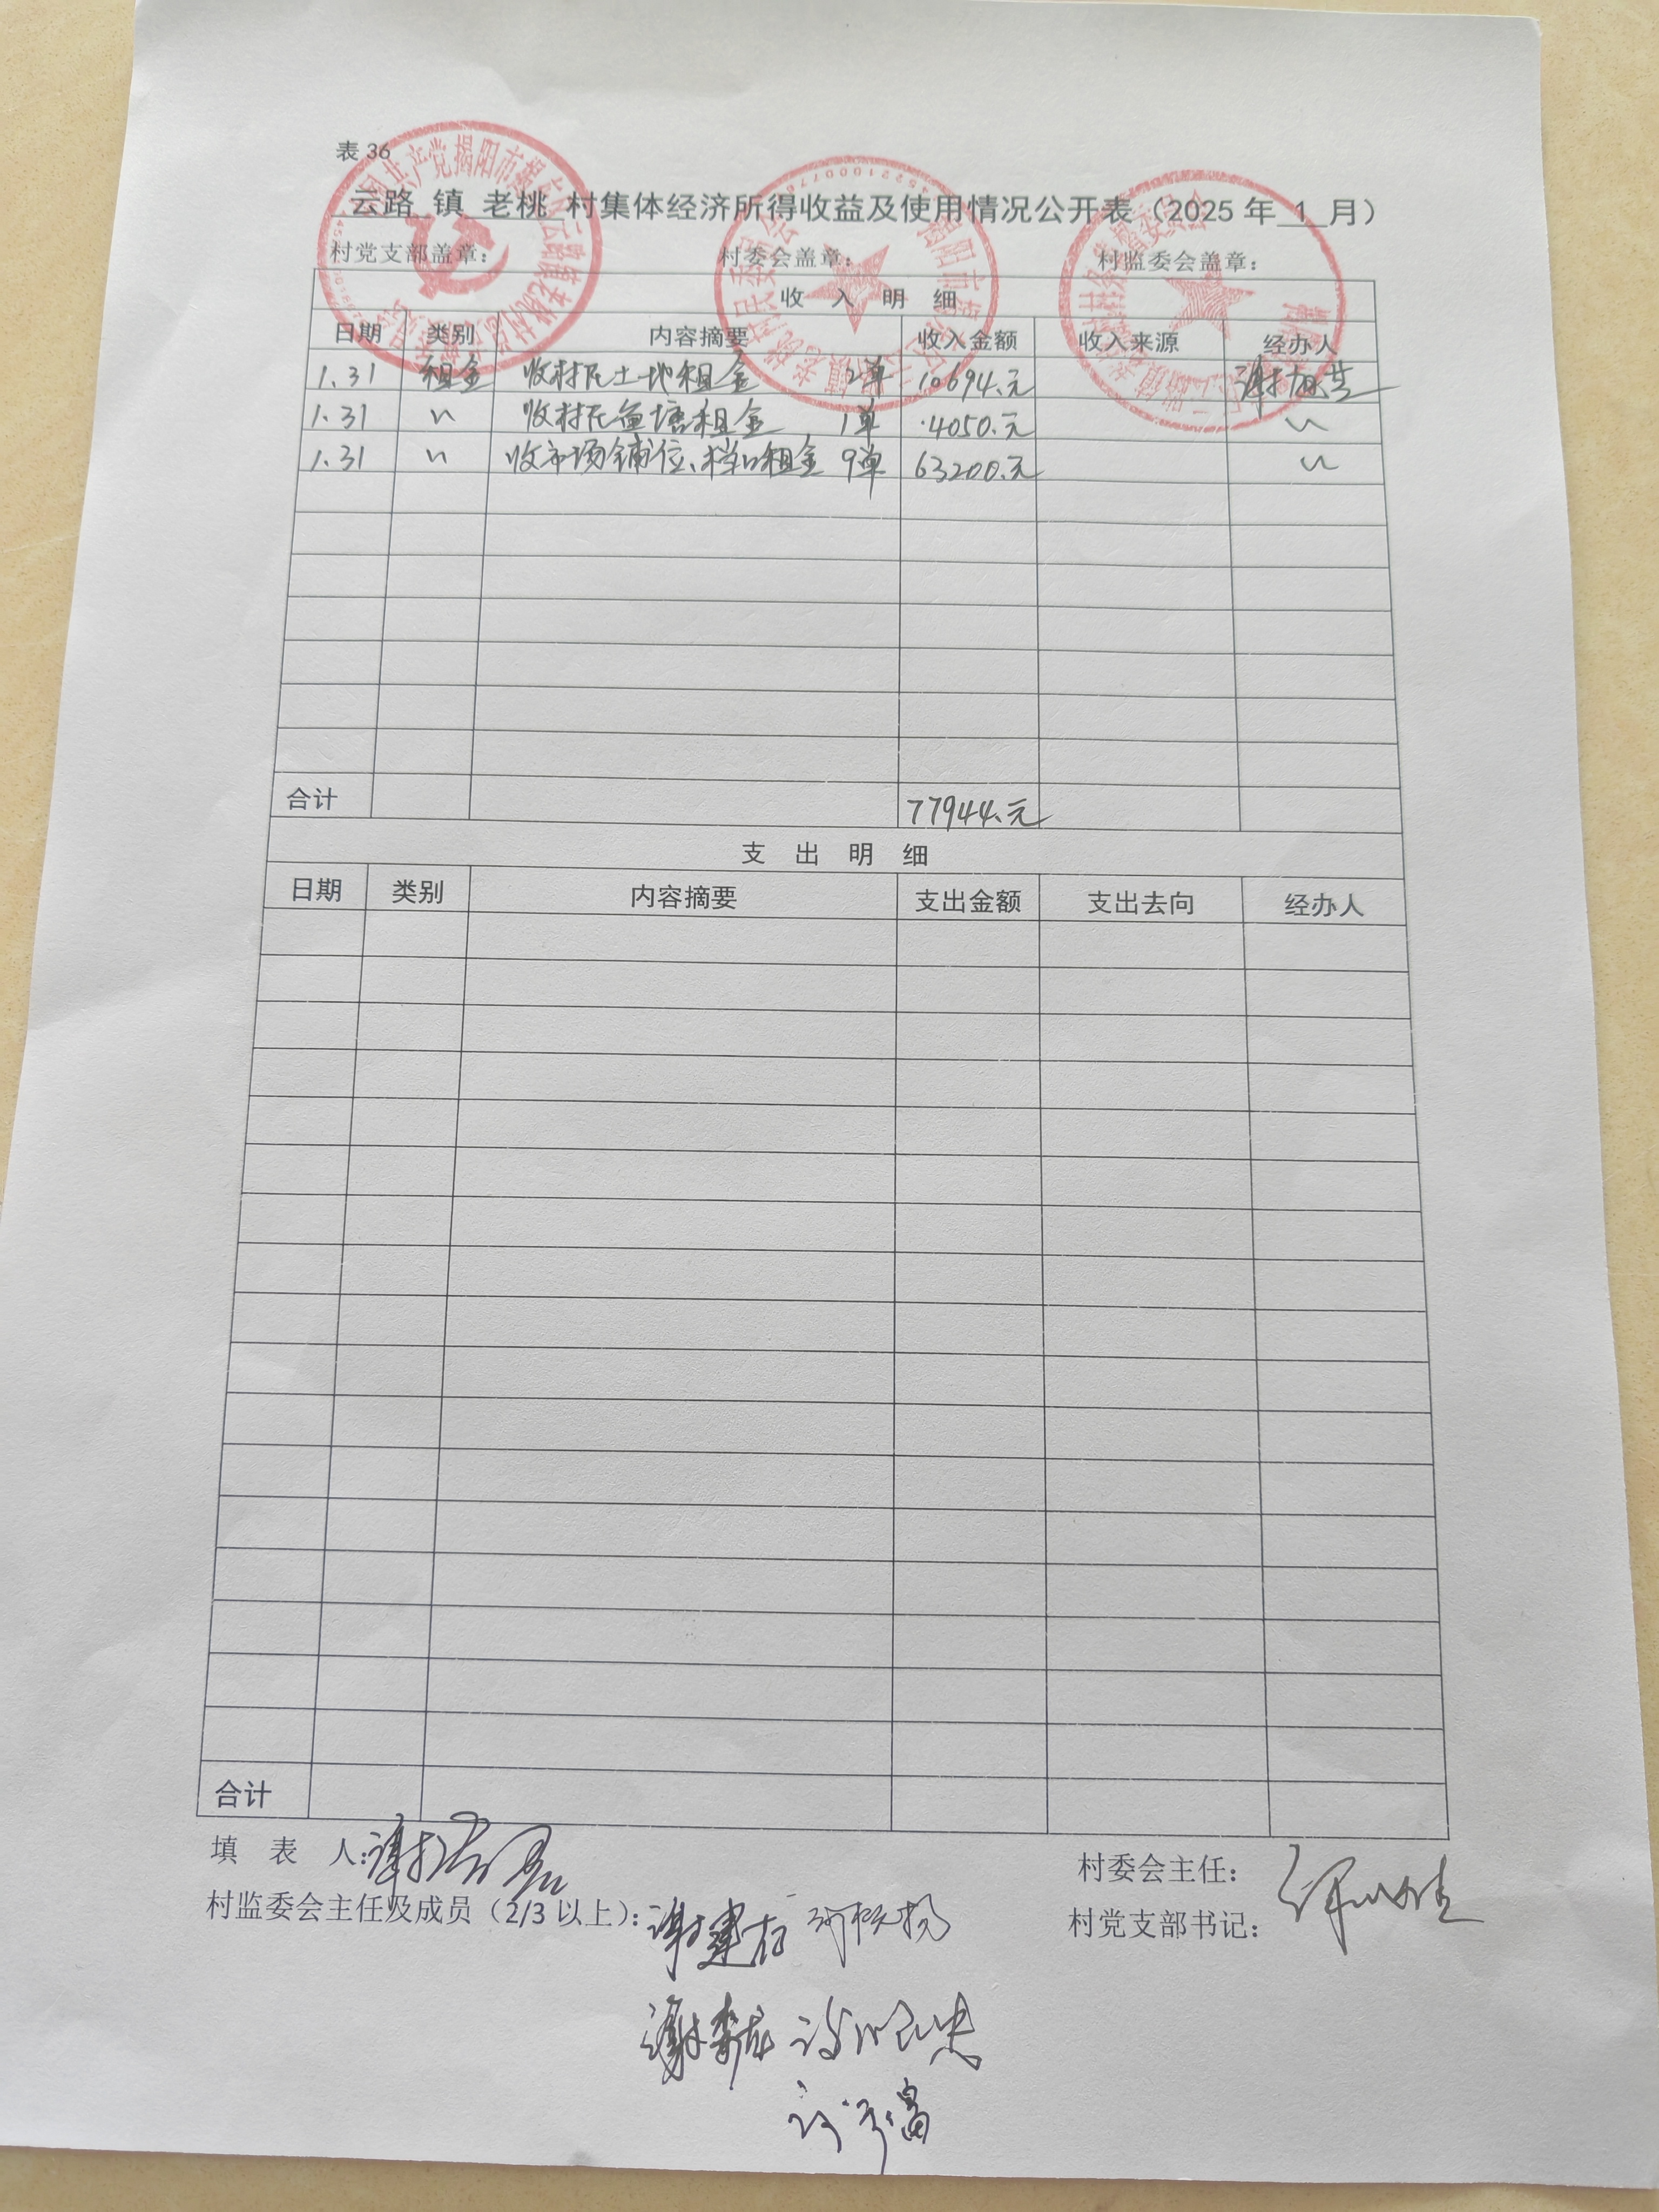 表 36
云路 镇 老桃 村集体经济所得收益及使用情况公开表（2025 年 1 月）
村党支部盖章： 村委会盖章： 村监委会盖章：
收 入 明 细
日期 类别 内容摘要 收入金额 收入来源 经办人
1.31 租金 收村民土地租金 2单 10694.元
1.31 〃 收村民鱼塘租金 1单 4050.元 〃
1.31 〃 收市场铺位、档口租金 9单 63200.元 〃
合计 77944.元
支 出 明 细
日期 类别 内容摘要 支出金额 支出去向 经办人
合计
填 表 人：
村委会主任：
村监委会主任及成员（2/3 以上）：
村党支部书记：